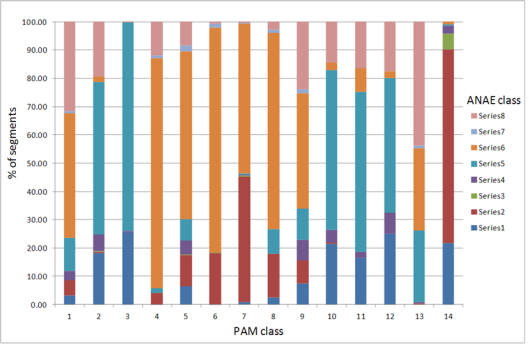 100.00
90.00
80.00
70.00
60.00
50.00
40.00
30.00
20.00
10.00
0.00
% of segments
1 2 3 4 5 6 7 8 9 10 11 12 13 14
PAM class
ANAE class
Series8
Series7
Series6
Series5
Series4
Series3
Series2
Series1